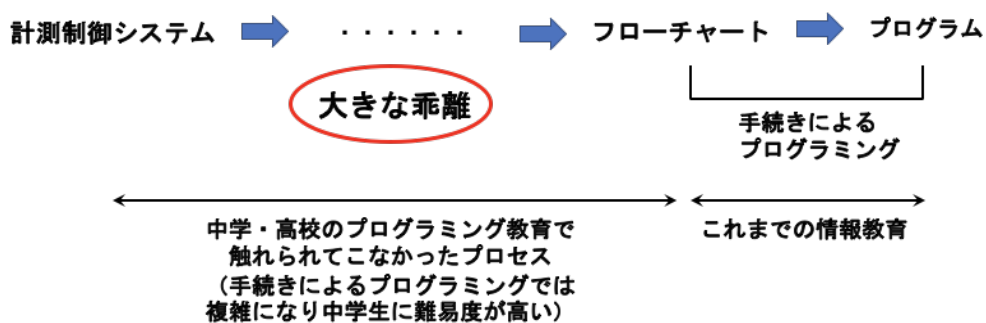 計測制御システム
・・・・・・
フローチャート
プログラム
大きな乖離
手続きによる
プログラミング
中学・高校のプログラミング教育で
触れられてこなかったプロセス
（手続きによるプログラミングでは
複雑になり中学生に難易度が高い）
これまでの情報教育